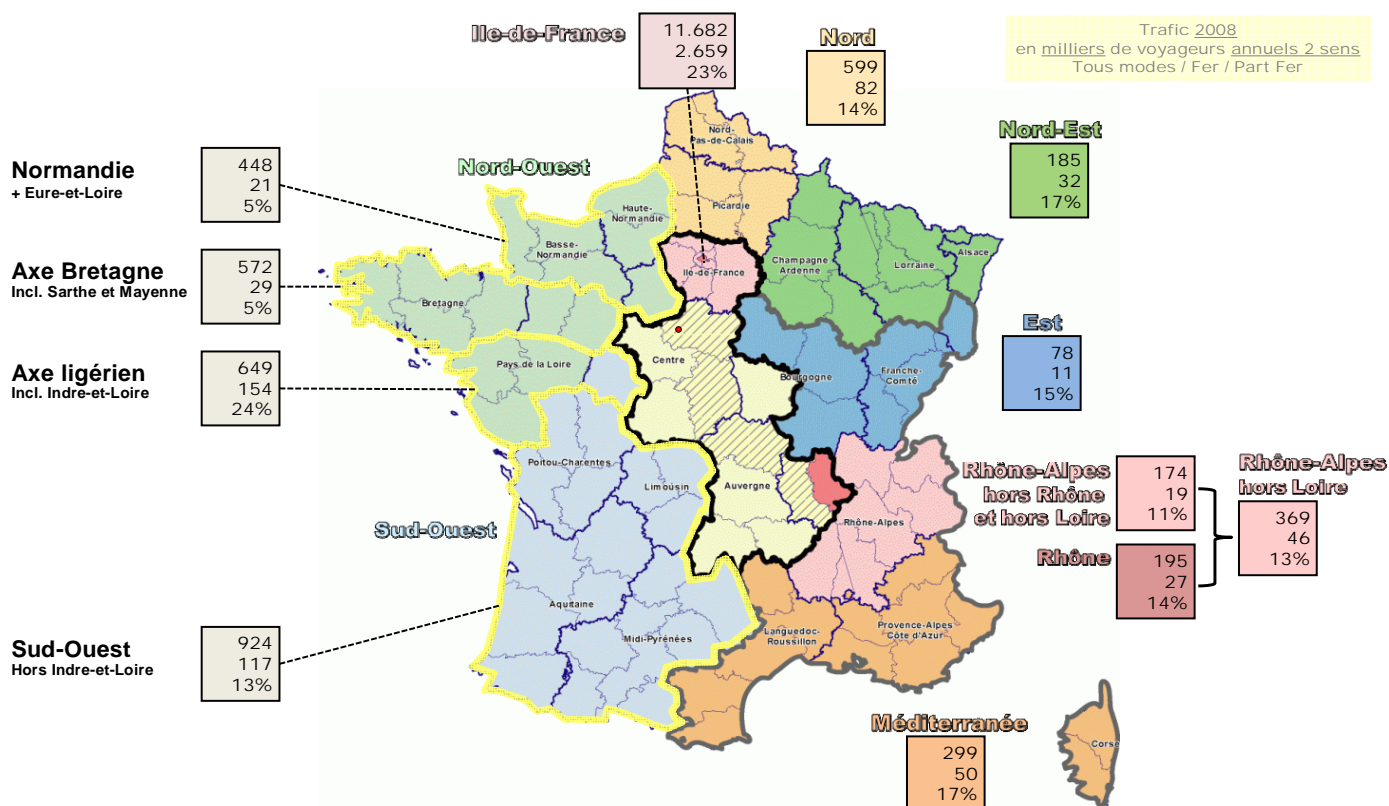 Ile-de-France
11.682
2.659
23%
Nord
599
82
14%
Trafic 2008
en milliers de voyageurs annuels 2 sens
Tous modes / Fer / Part Fer
Nord-Est
185
32
17%
Normandie
+ Eure-et-Loire
448
21
5%
Nord-Ouest
Axe Bretagne
Incl. Sarthe et Mayenne
572
29
5%
Axe ligérien
Incl. Indre-et-Loire
649
154
24%
Est
78
11
15%
Rhône-Alpes
hors Rhône
et hors Loire
174
19
11%
Rhône-Alpes
hors Loire
369
46
13%
Rhône
195
27
14%
Sud-Ouest
Sud-Ouest
Hors Indre-et-Loire
924
117
13%
Méditerranée
299
50
17%
Nord-
Pas-de-Calais
Picardie
Haute-
Normandie
Basse-
Normandie
Ile-de-France
Champagne
Ardenne
Lorraine
Alsace
Bretagne
Pays de la Loire
Centre
Bourgogne
Franche-
Comté
Poitou-Charentes
Limousin
Auvergne
Rhône-Alpes
Aquitaine
Midi-Pyrénées
Languedoc-
Roussillon
Provence-Alpes
Côte d'Azur
Corse